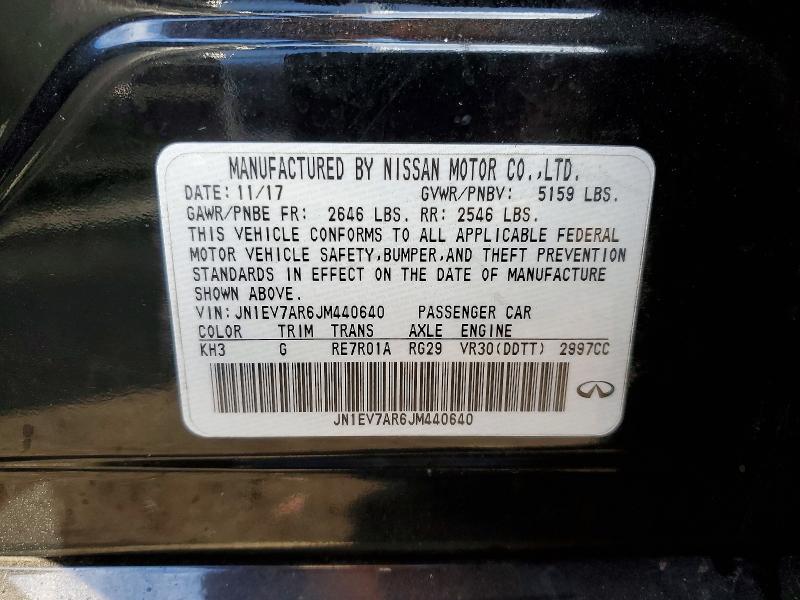 MANUFACTURED BY NISSAN MOTOR CO.,LTD.
DATE: 11/17 GVWR/PNBV: 5159 LBS.
GAWR/PNBE FR: 2646 LBS. RR: 2546 LBS.
THIS VEHICLE CONFORMS TO ALL APPLICABLE FEDERAL
MOTOR VEHICLE SAFETY,BUMPER,AND THEFT PREVENTION
STANDARDS IN EFFECT ON THE DATE OF MANUFACTURE
SHOWN ABOVE.
VIN: JN1EV7AR6JM440640 PASSENGER CAR
COLOR TRIM TRANS AXLE ENGINE
KH3 G RE7R01A RG29 VR30(DDTT) 2997CC
JN1EV7AR6JM440640